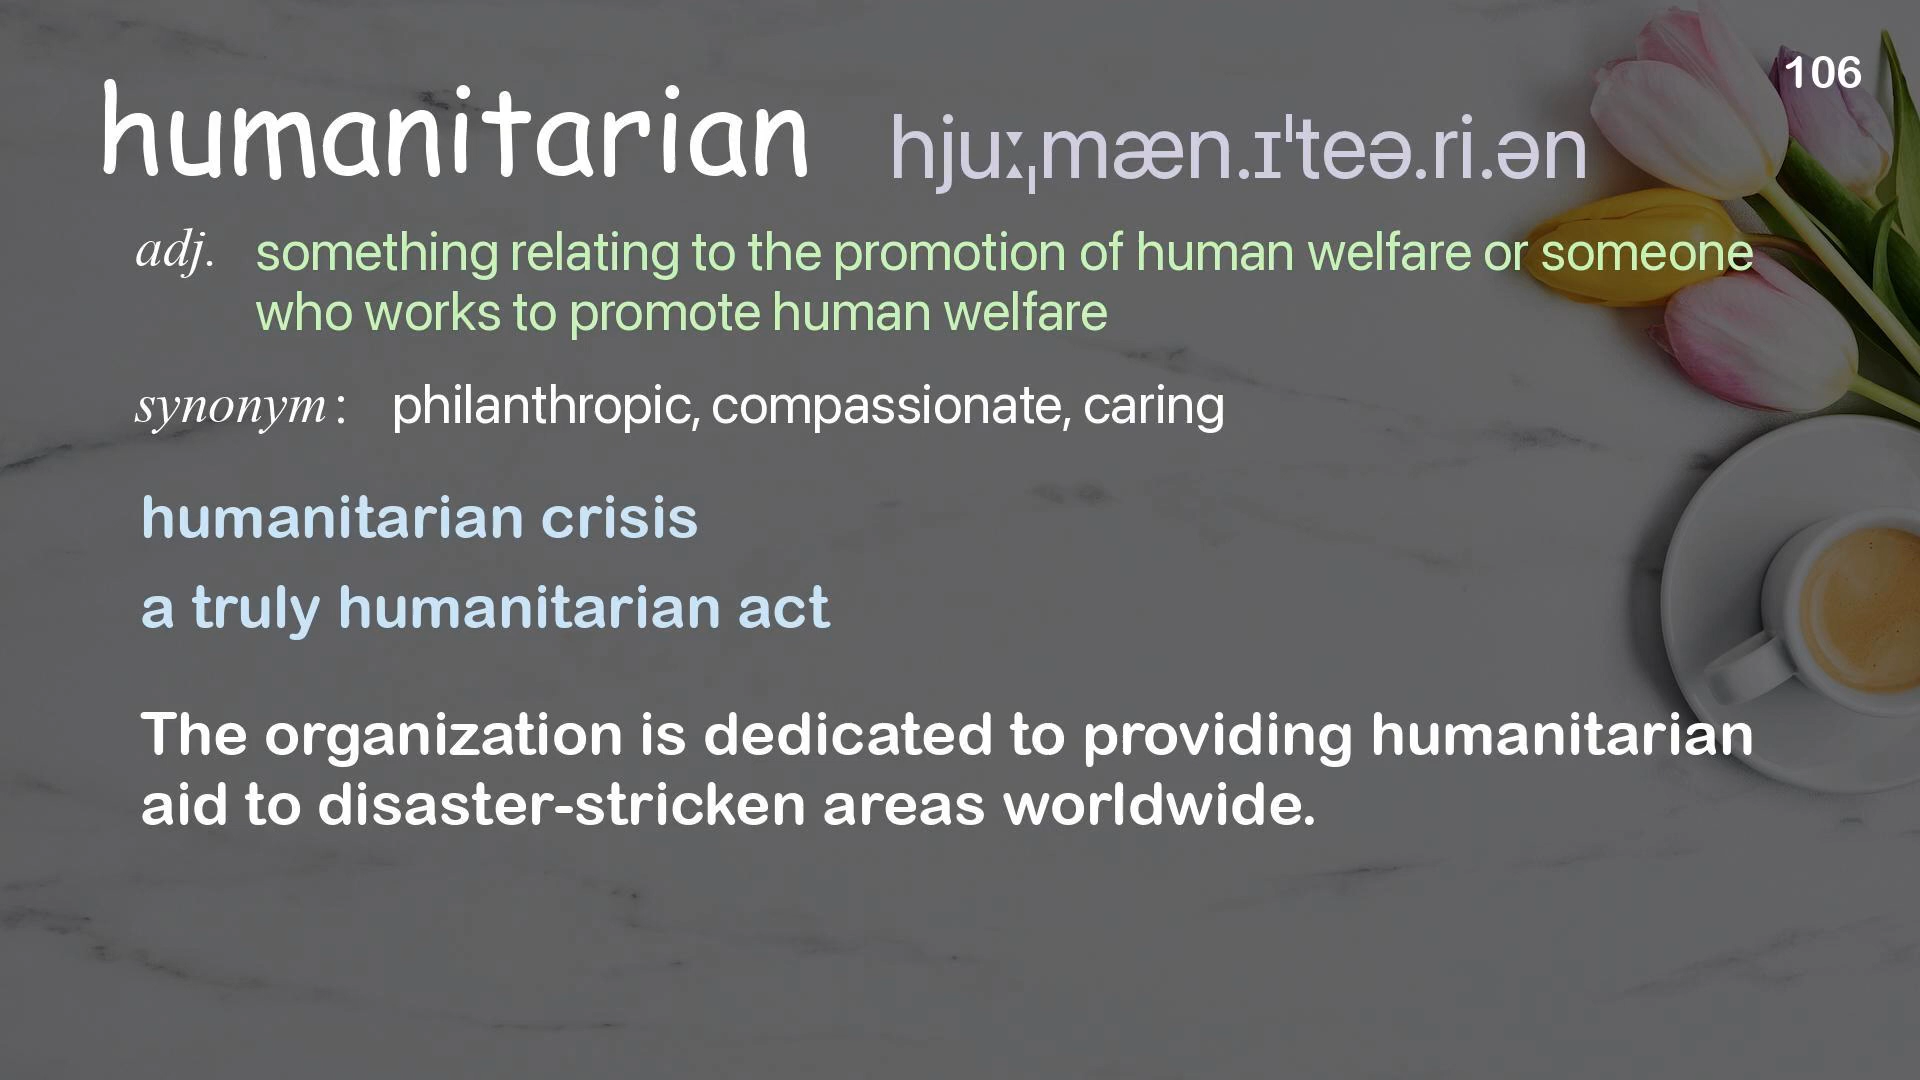 106
humanitarian hjuːˌmæn.ɪˈteə.ri.ən
adj. something relating to the promotion of human welfare or someone
who works to promote human welfare
synonym : philanthropic, compassionate, caring
humanitarian crisis
a truly humanitarian act
The organization is dedicated to providing humanitarian
aid to disaster-stricken areas worldwide.